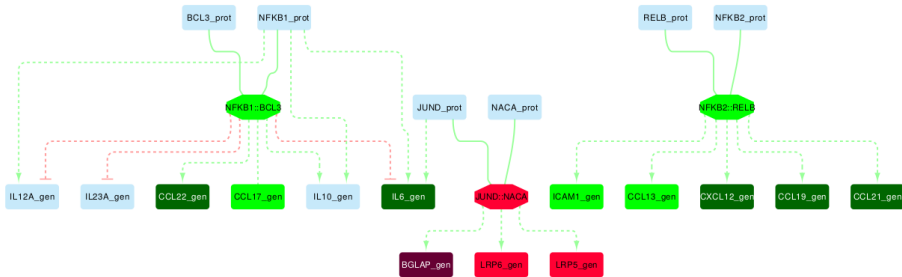 BCL3_prot
NFKB1_prot
RELB_prot
NFKB2_prot
NFKB1::BCL3
JUND_prot
NACA_prot
NFKB2::RELB
IL12A_gen
IL23A_gen
CCL22_gen
CCL17_gen
IL10_gen
IL6_gen
JUND::NACA
ICAM1_gen
CCL13_gen
CXCL12_gen
CCL19_gen
CCL21_gen
BGLAP_gen
LRP6_gen
LRP5_gen